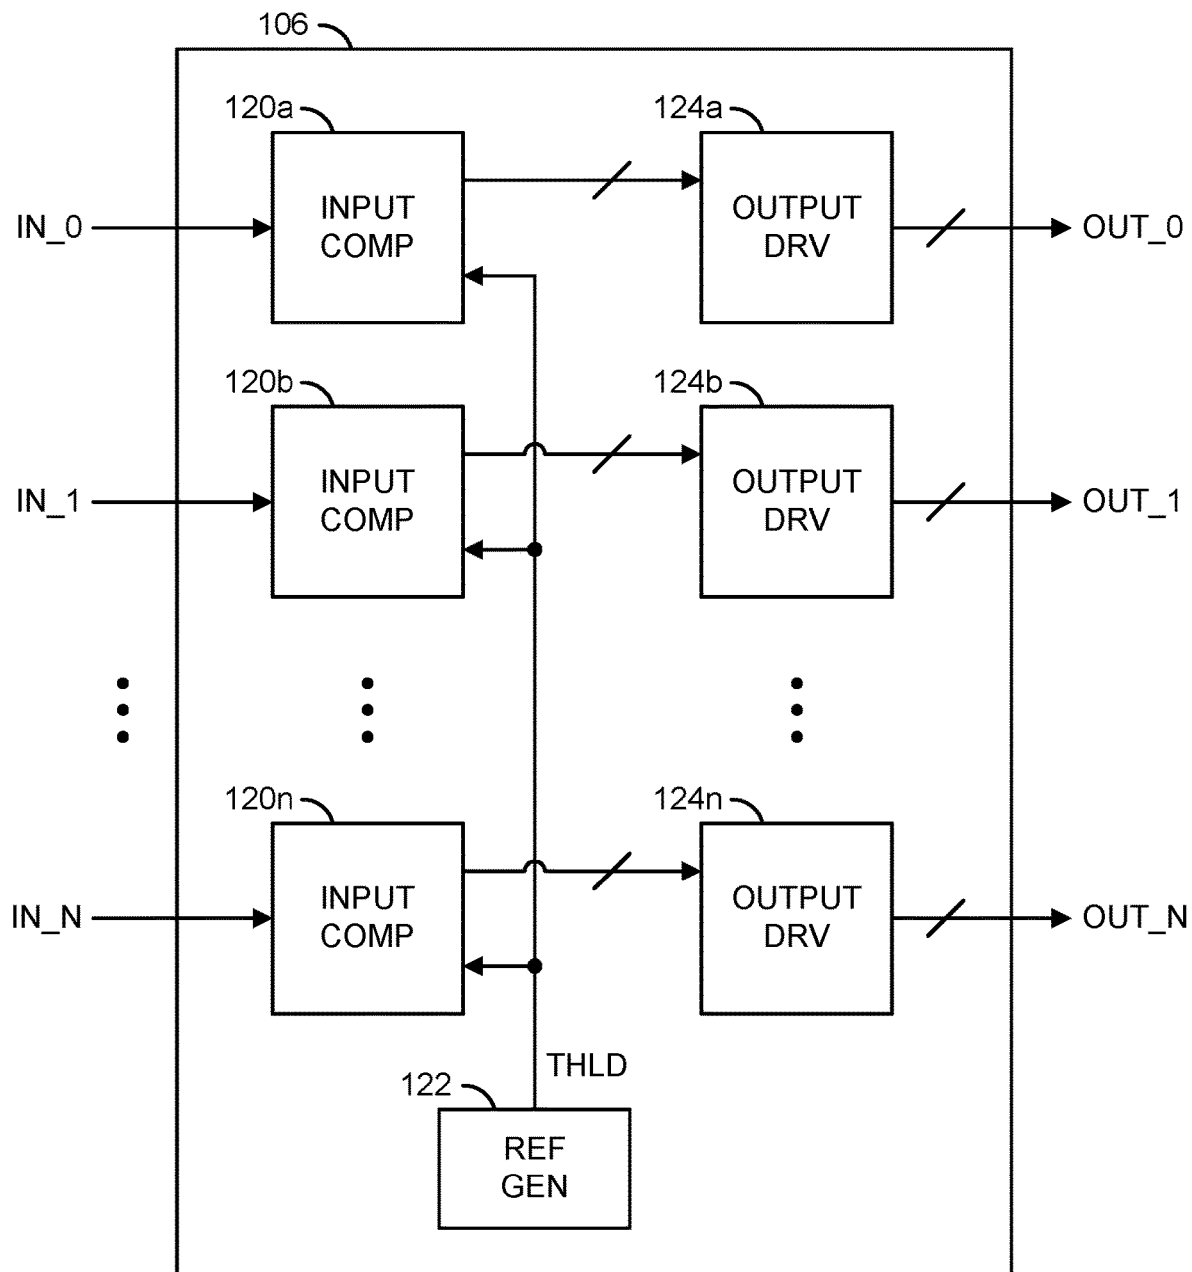 106
120a
124a
IN_0
INPUT
COMP
OUTPUT
DRV
OUT_0
120b
124b
IN_1
INPUT
COMP
OUTPUT
DRV
OUT_1
120n
124n
IN_N
INPUT
COMP
OUTPUT
DRV
OUT_N
THLD
122
REF
GEN